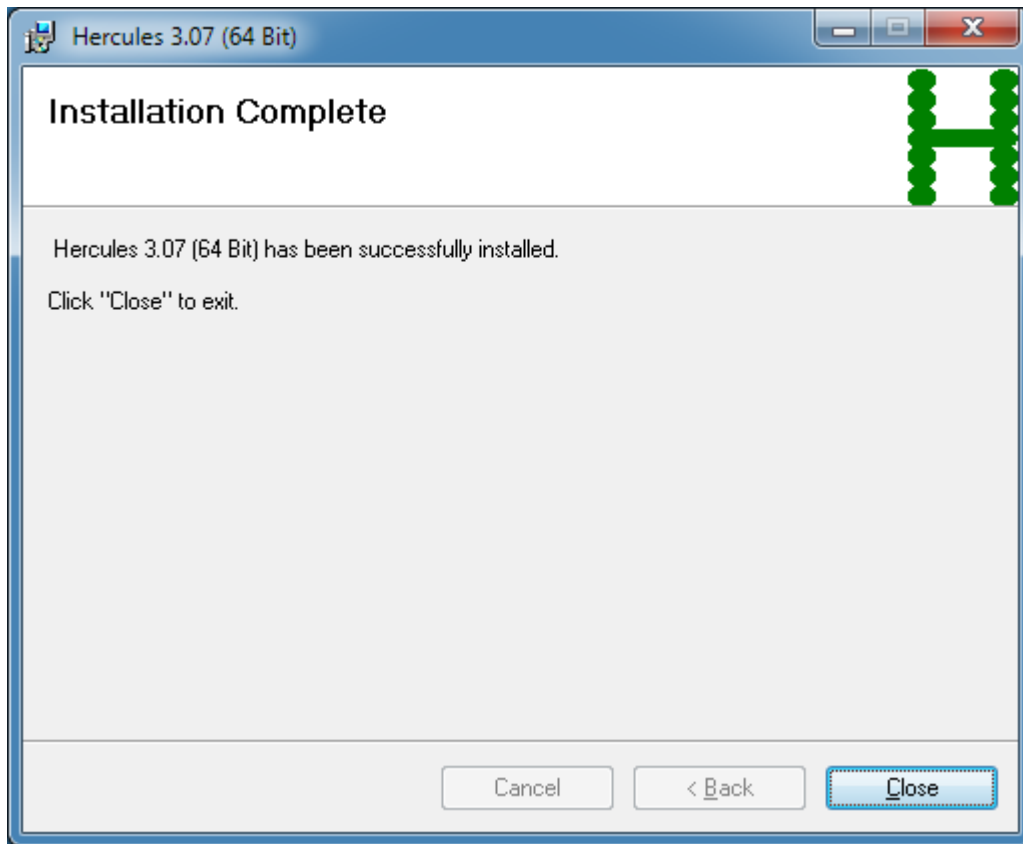 Hercules 3.07 (64 Bit)
Installation Complete
H
Hercules 3.07 (64 Bit) has been successfully installed.
Click "Close" to exit.
Cancel
< Back
Close